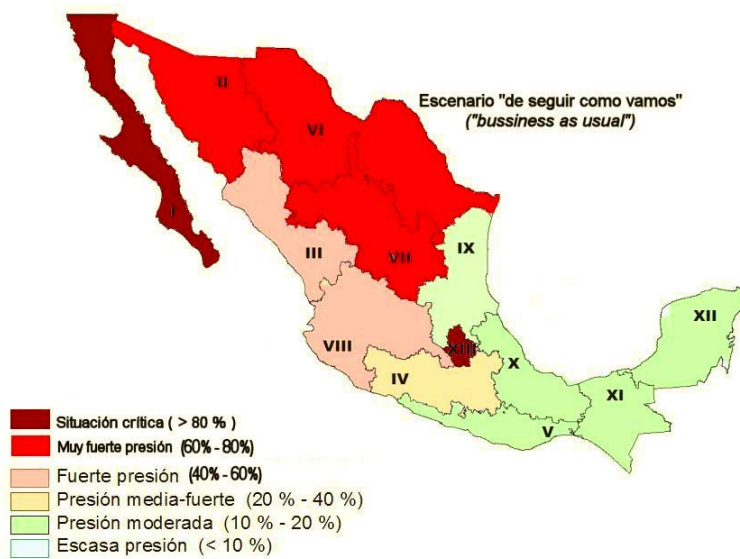 II
Escenario "de seguir como vamos"
("bussiness as usual")
VI
I
III
VII
IX
XII
VIII
XIII
X
IV
XI
V
Situación crítica ( > 80 % )
Muy fuerte presión (60% - 80%)
Fuerte presión (40% - 60%)
Presión media-fuerte (20 % - 40 %)
Presión moderada (10 % - 20 %)
Escasa presión (< 10 %)